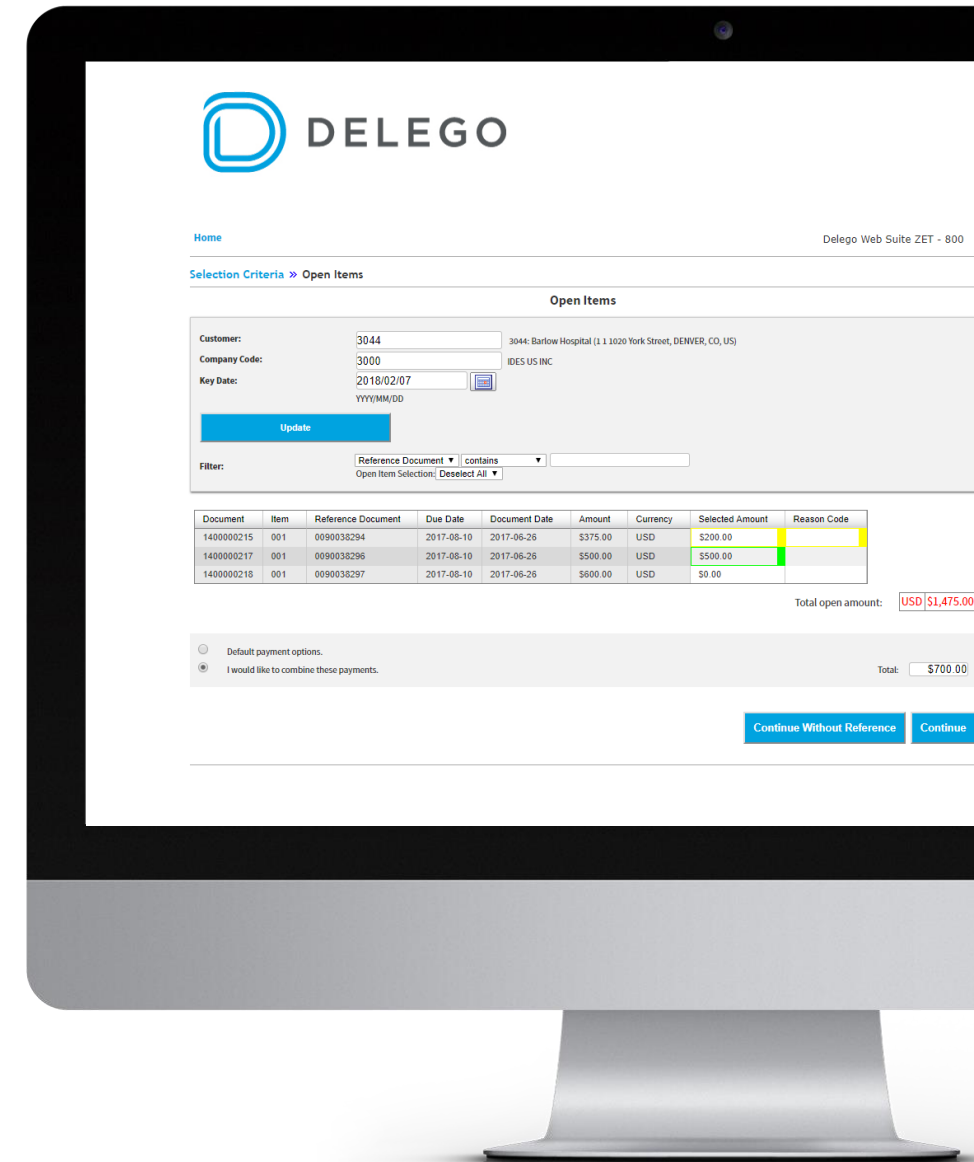 DELEGO
Home Delego Web Suite ZET - 800
Selection Criteria » Open Items
Open Items
Customer: 3044 3044: Barlow Hospital (1 1 1020 York Street, DENVER, CO, US)
Company Code: 3000 IDES US INC
Key Date: 2018/02/07
YYYY/MM/DD
Update
Filter: Reference Document ▼ contains ▼
Open Item Selection: Deselect All ▼
Document Item Reference Document Due Date Document Date Amount Currency Selected Amount Reason Code
1400000215 001 0090038294 2017-08-10 2017-06-26 $375.00 USD $200.00
1400000217 001 0090038296 2017-08-10 2017-06-26 $500.00 USD $500.00
1400000218 001 0090038297 2017-08-10 2017-06-26 $600.00 USD $0.00
Total open amount: USD $1,475.00
Default payment options.
I would like to combine these payments. Total: $700.00
Continue Without Reference Continue